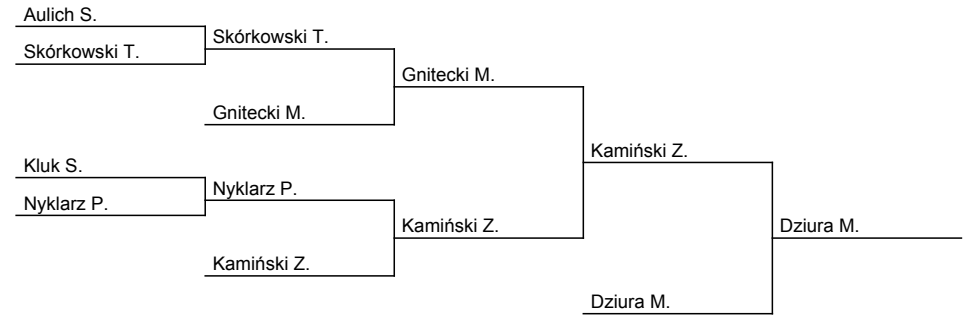 Aulich S.
Skórkowski T.
Skórkowski T.
Gnitecki M.
Gnitecki M.
Kluk S.
Kamiński Z.
Nyklarz P.
Nyklarz P.
Kamiński Z.
Dziura M.
Kamiński Z.
Dziura M.